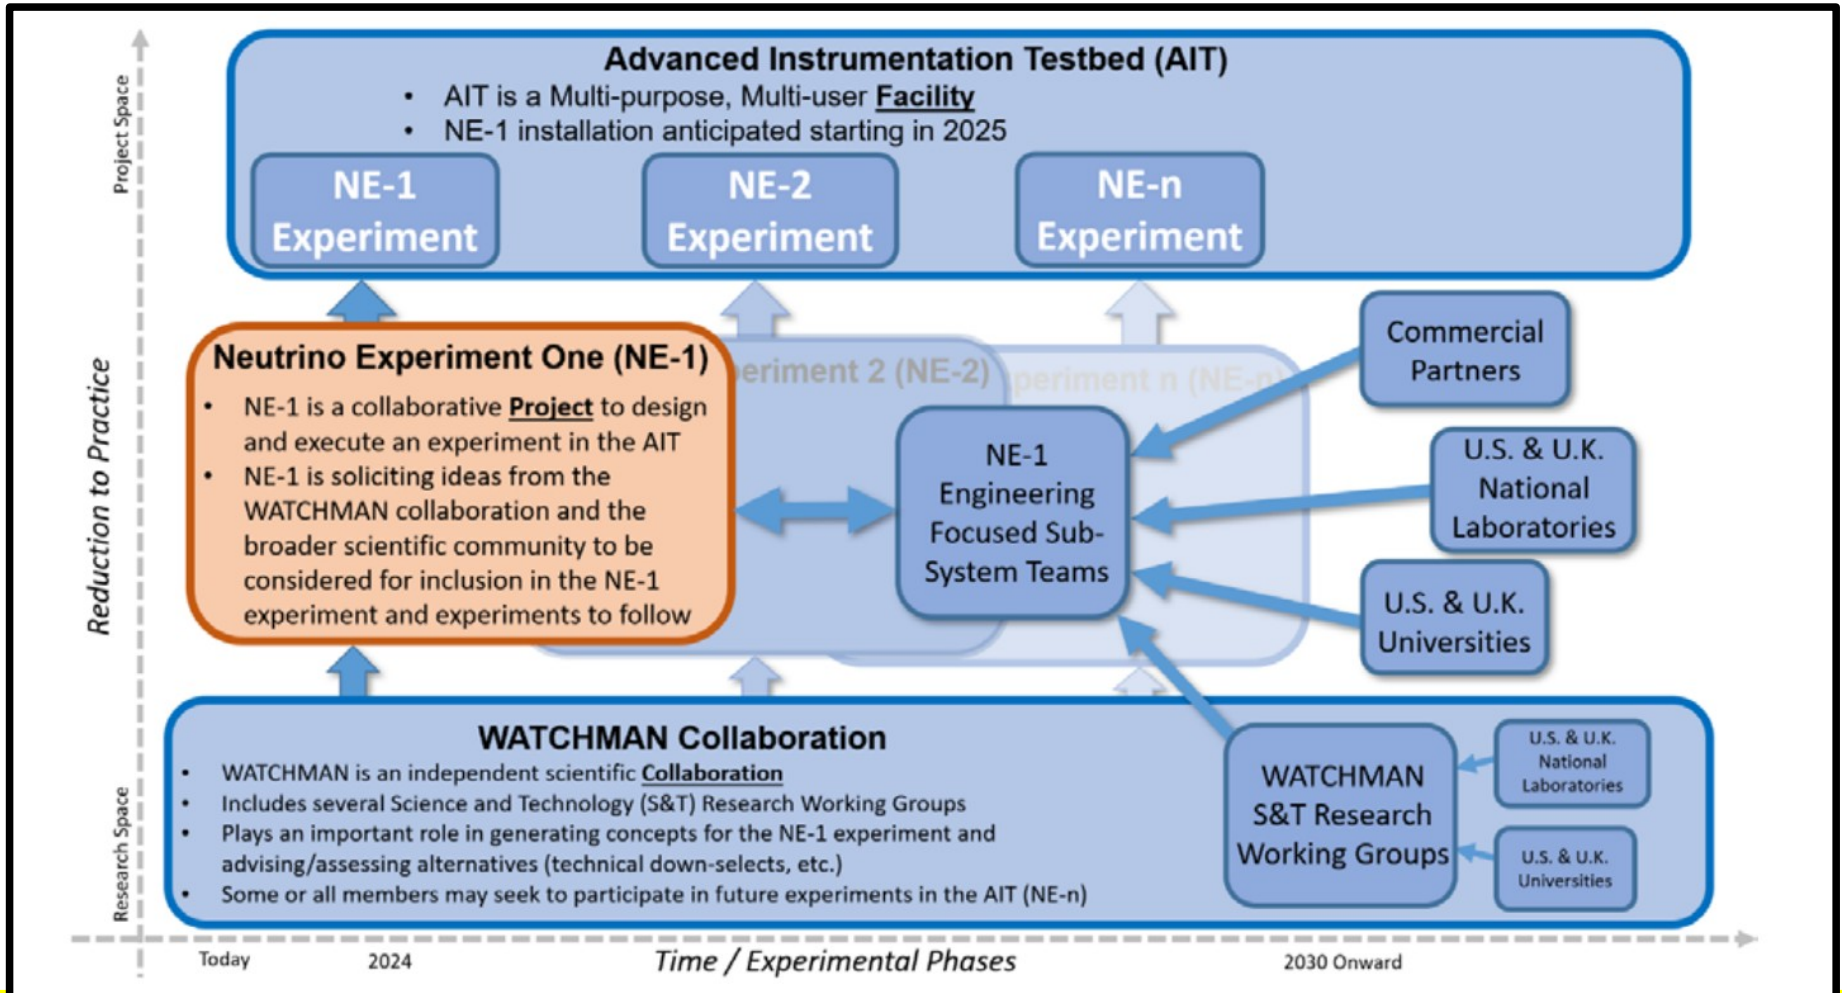 Advanced Instrumentation Testbed (AIT)
• AIT is a Multi-purpose, Multi-user Facility
• NE-1 installation anticipated starting in 2025
NE-1
Experiment
NE-2
Experiment
NE-n
Experiment
Project Space
Reduction to Practice
Research Space
Neutrino Experiment One (NE-1)
• NE-1 is a collaborative Project to design
and execute an experiment in the AIT
• NE-1 is soliciting ideas from the
WATCHMAN collaboration and the
broader scientific community to be
considered for inclusion in the NE-1
experiment and experiments to follow
periment 2 (NE-2)
periment n (NE-n)
NE-1
Engineering
Focused Sub-
System Teams
Commercial
Partners
U.S. & U.K.
National
Laboratories
U.S. & U.K.
Universities
WATCHMAN Collaboration
• WATCHMAN is an independent scientific Collaboration
• Includes several Science and Technology (S&T) Research Working Groups
• Plays an important role in generating concepts for the NE-1 experiment and
advising/assessing alternatives (technical down-selects, etc.)
• Some or all members may seek to participate in future experiments in the AIT (NE-n)
WATCHMAN
S&T Research
Working Groups
U.S. & U.K.
National
Laboratories
U.S. & U.K.
Universities
Today
2024
Time / Experimental Phases
2030 Onward